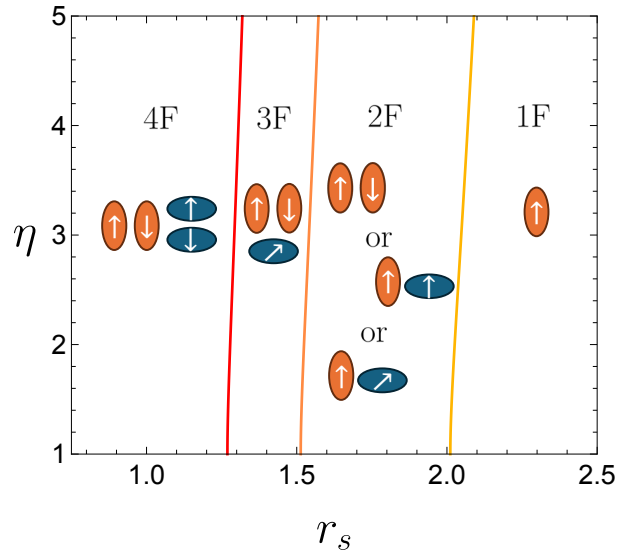 5
4F 3F 2F 1F
4
↑ ↓ ↑ ↓ ↑ ↓ ↗ ↑ ↓ ↑
η 3
or
↑ ↑
2
or
↑ ↗
1
1.0 1.5 2.0 2.5
r_s